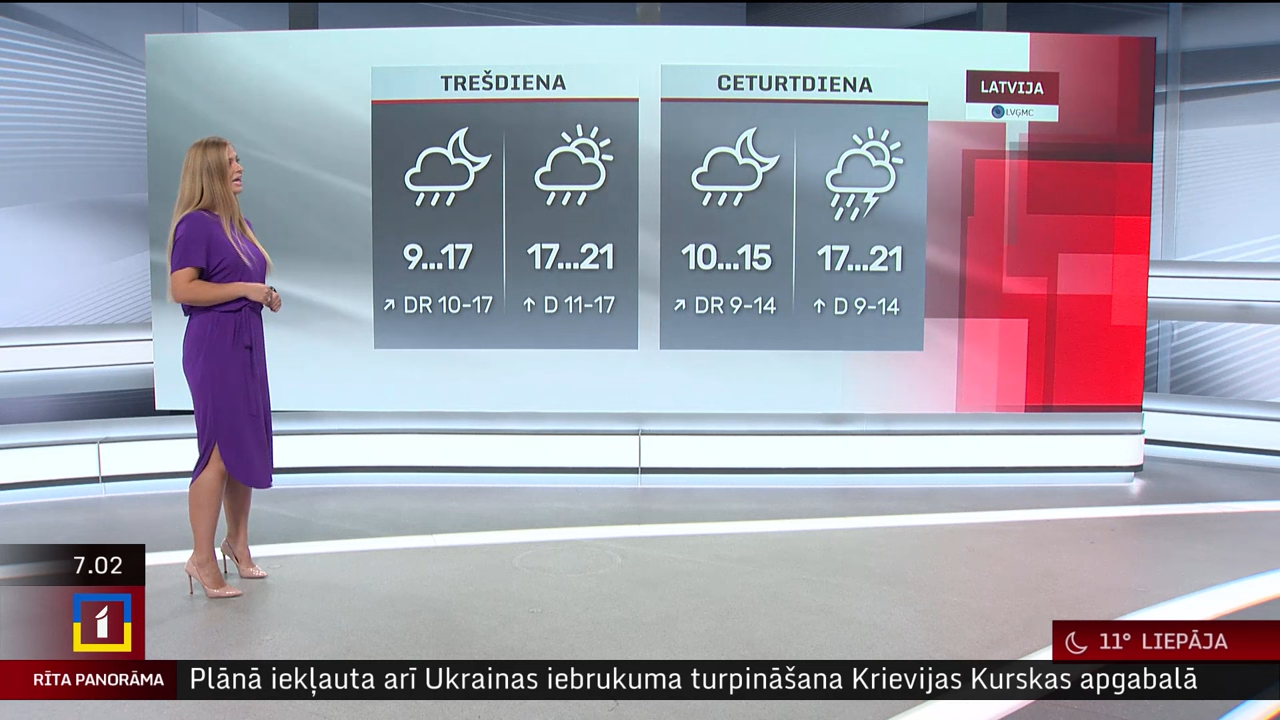 TREŠDIENA
9...17
17...21
↗ DR 10-17
↑ D 11-17
CETURTDIENA
10...15
17...21
↗ DR 9-14
↑ D 9-14
LATVIJA
LVĢMC
7.02
1
11° LIEPĀJA
RĪTA PANORĀMA
Plānā iekļauta arī Ukrainas iebrukuma turpināšana Krievijas Kurskas apgabalā